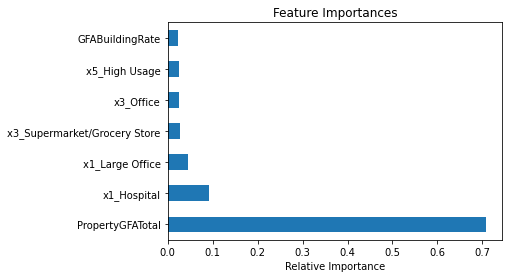 Feature Importances
GFABuildingRate
x5_High Usage
x3_Office
x3_Supermarket/Grocery Store
x1_Large Office
x1_Hospital
PropertyGFATotal
0.0 0.1 0.2 0.3 0.4 0.5 0.6 0.7
Relative Importance